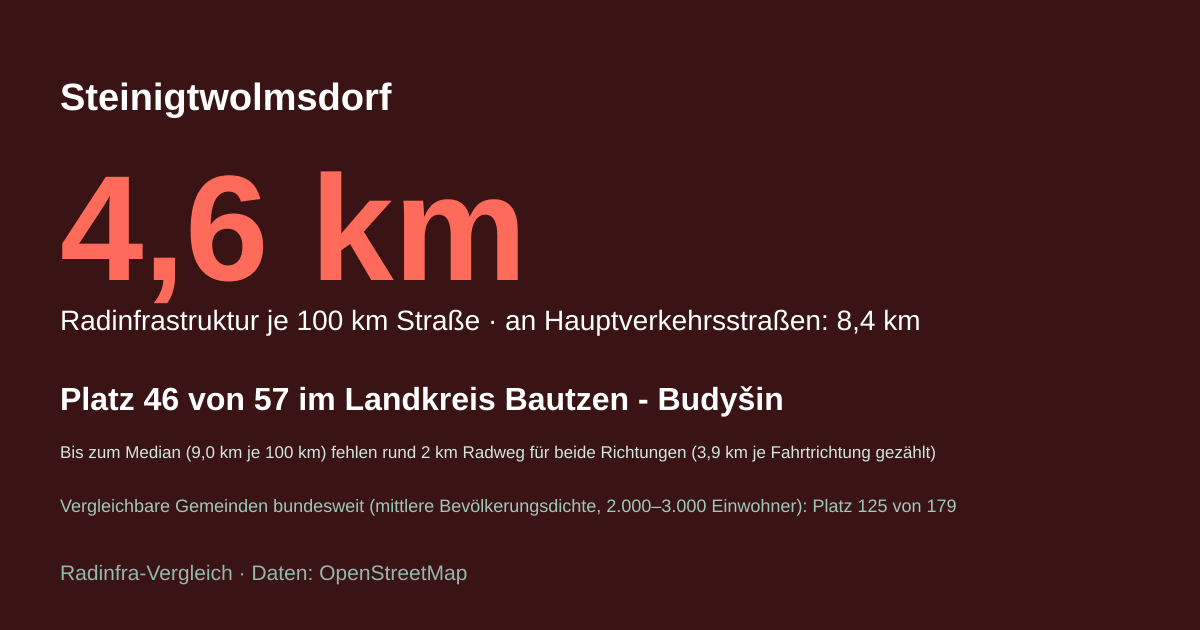 Steinigtwolmsdorf
4,6 km
Radinfrastruktur je 100 km Straße · an Hauptverkehrsstraßen: 8,4 km
Platz 46 von 57 im Landkreis Bautzen - Budyšin
Bis zum Median (9,0 km je 100 km) fehlen rund 2 km Radweg für beide Richtungen (3,9 km je Fahrtrichtung gezählt)
Vergleichbare Gemeinden bundesweit (mittlere Bevölkerungsdichte, 2.000–3.000 Einwohner): Platz 125 von 179
Radinfra-Vergleich · Daten: OpenStreetMap